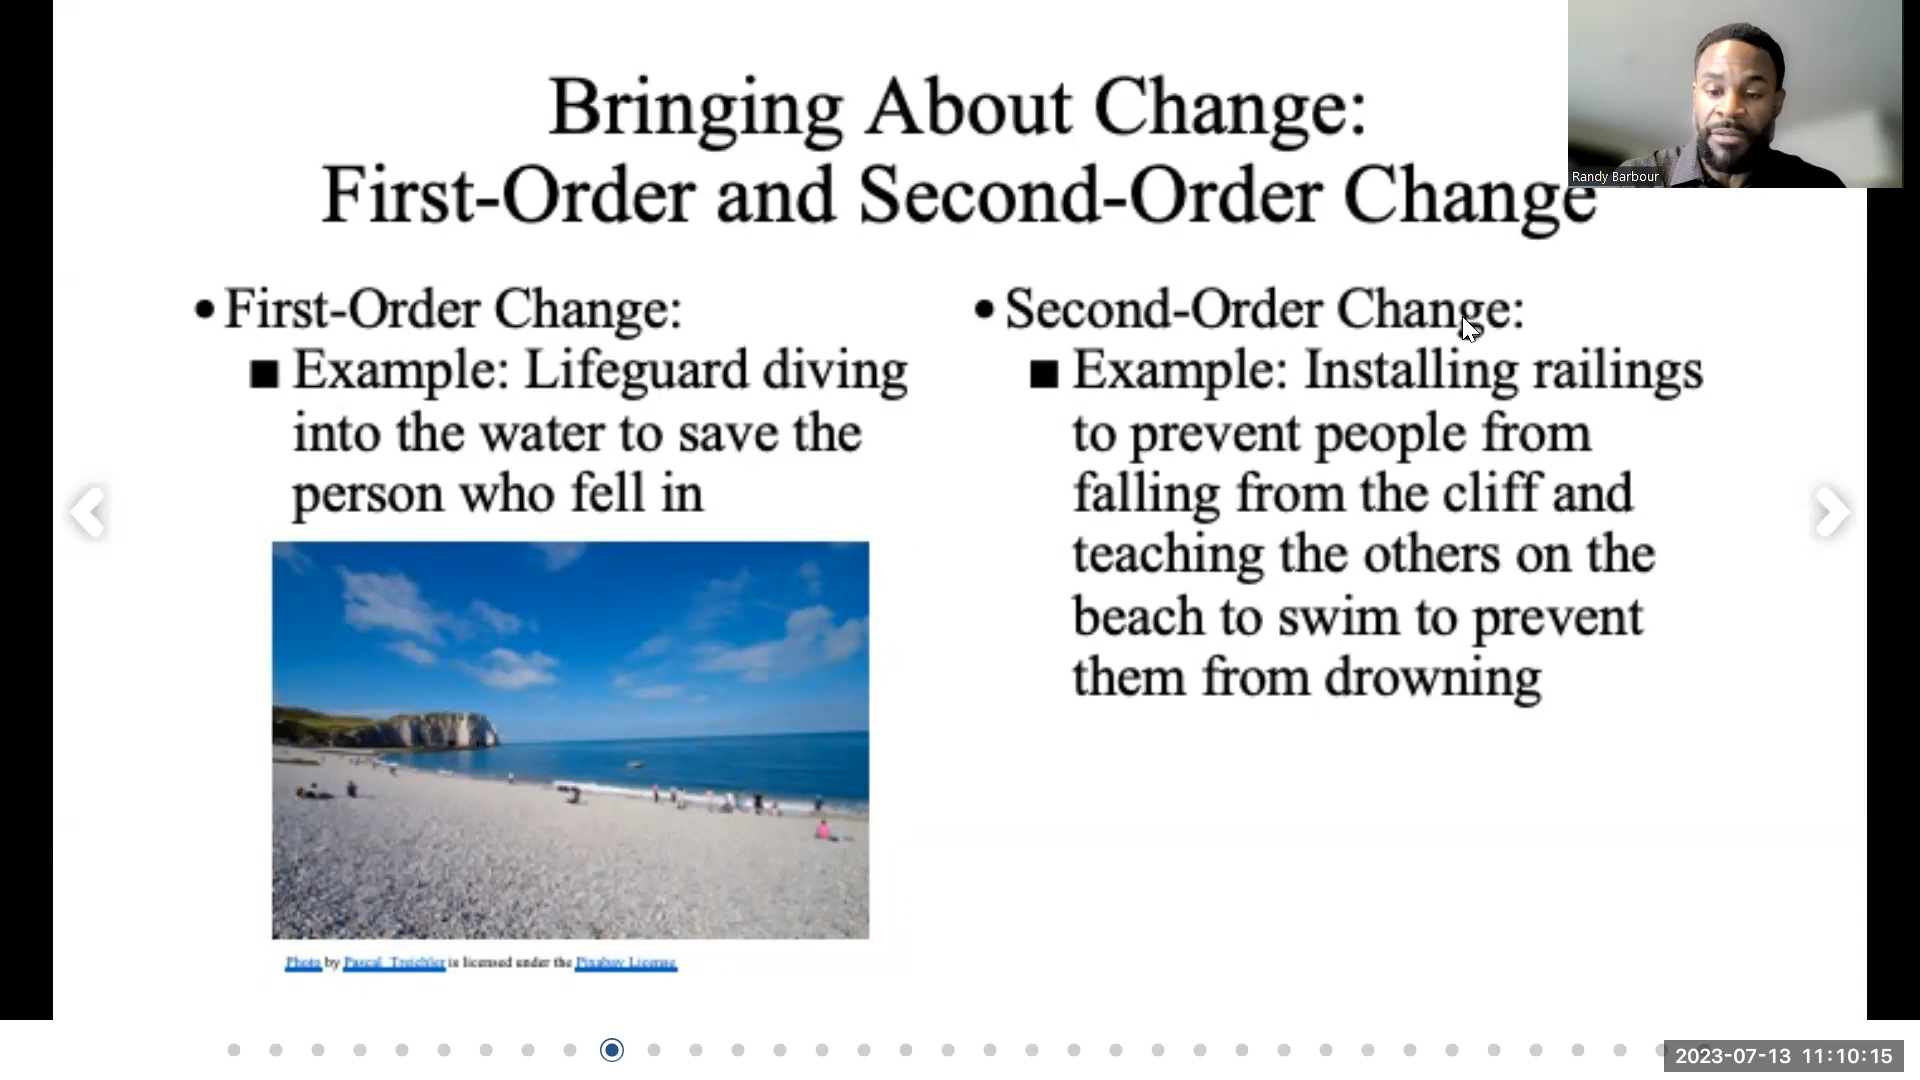 Bringing About Change:
First-Order and Second-Order Change
Randy Barbour
• First-Order Change:
■ Example: Lifeguard diving
into the water to save the
person who fell in
Photo by Pascal Treichler is licensed under the Pixabay License
• Second-Order Change:
■ Example: Installing railings
to prevent people from
falling from the cliff and
teaching the others on the
beach to swim to prevent
them from drowning
2023-07-13 11:10:15